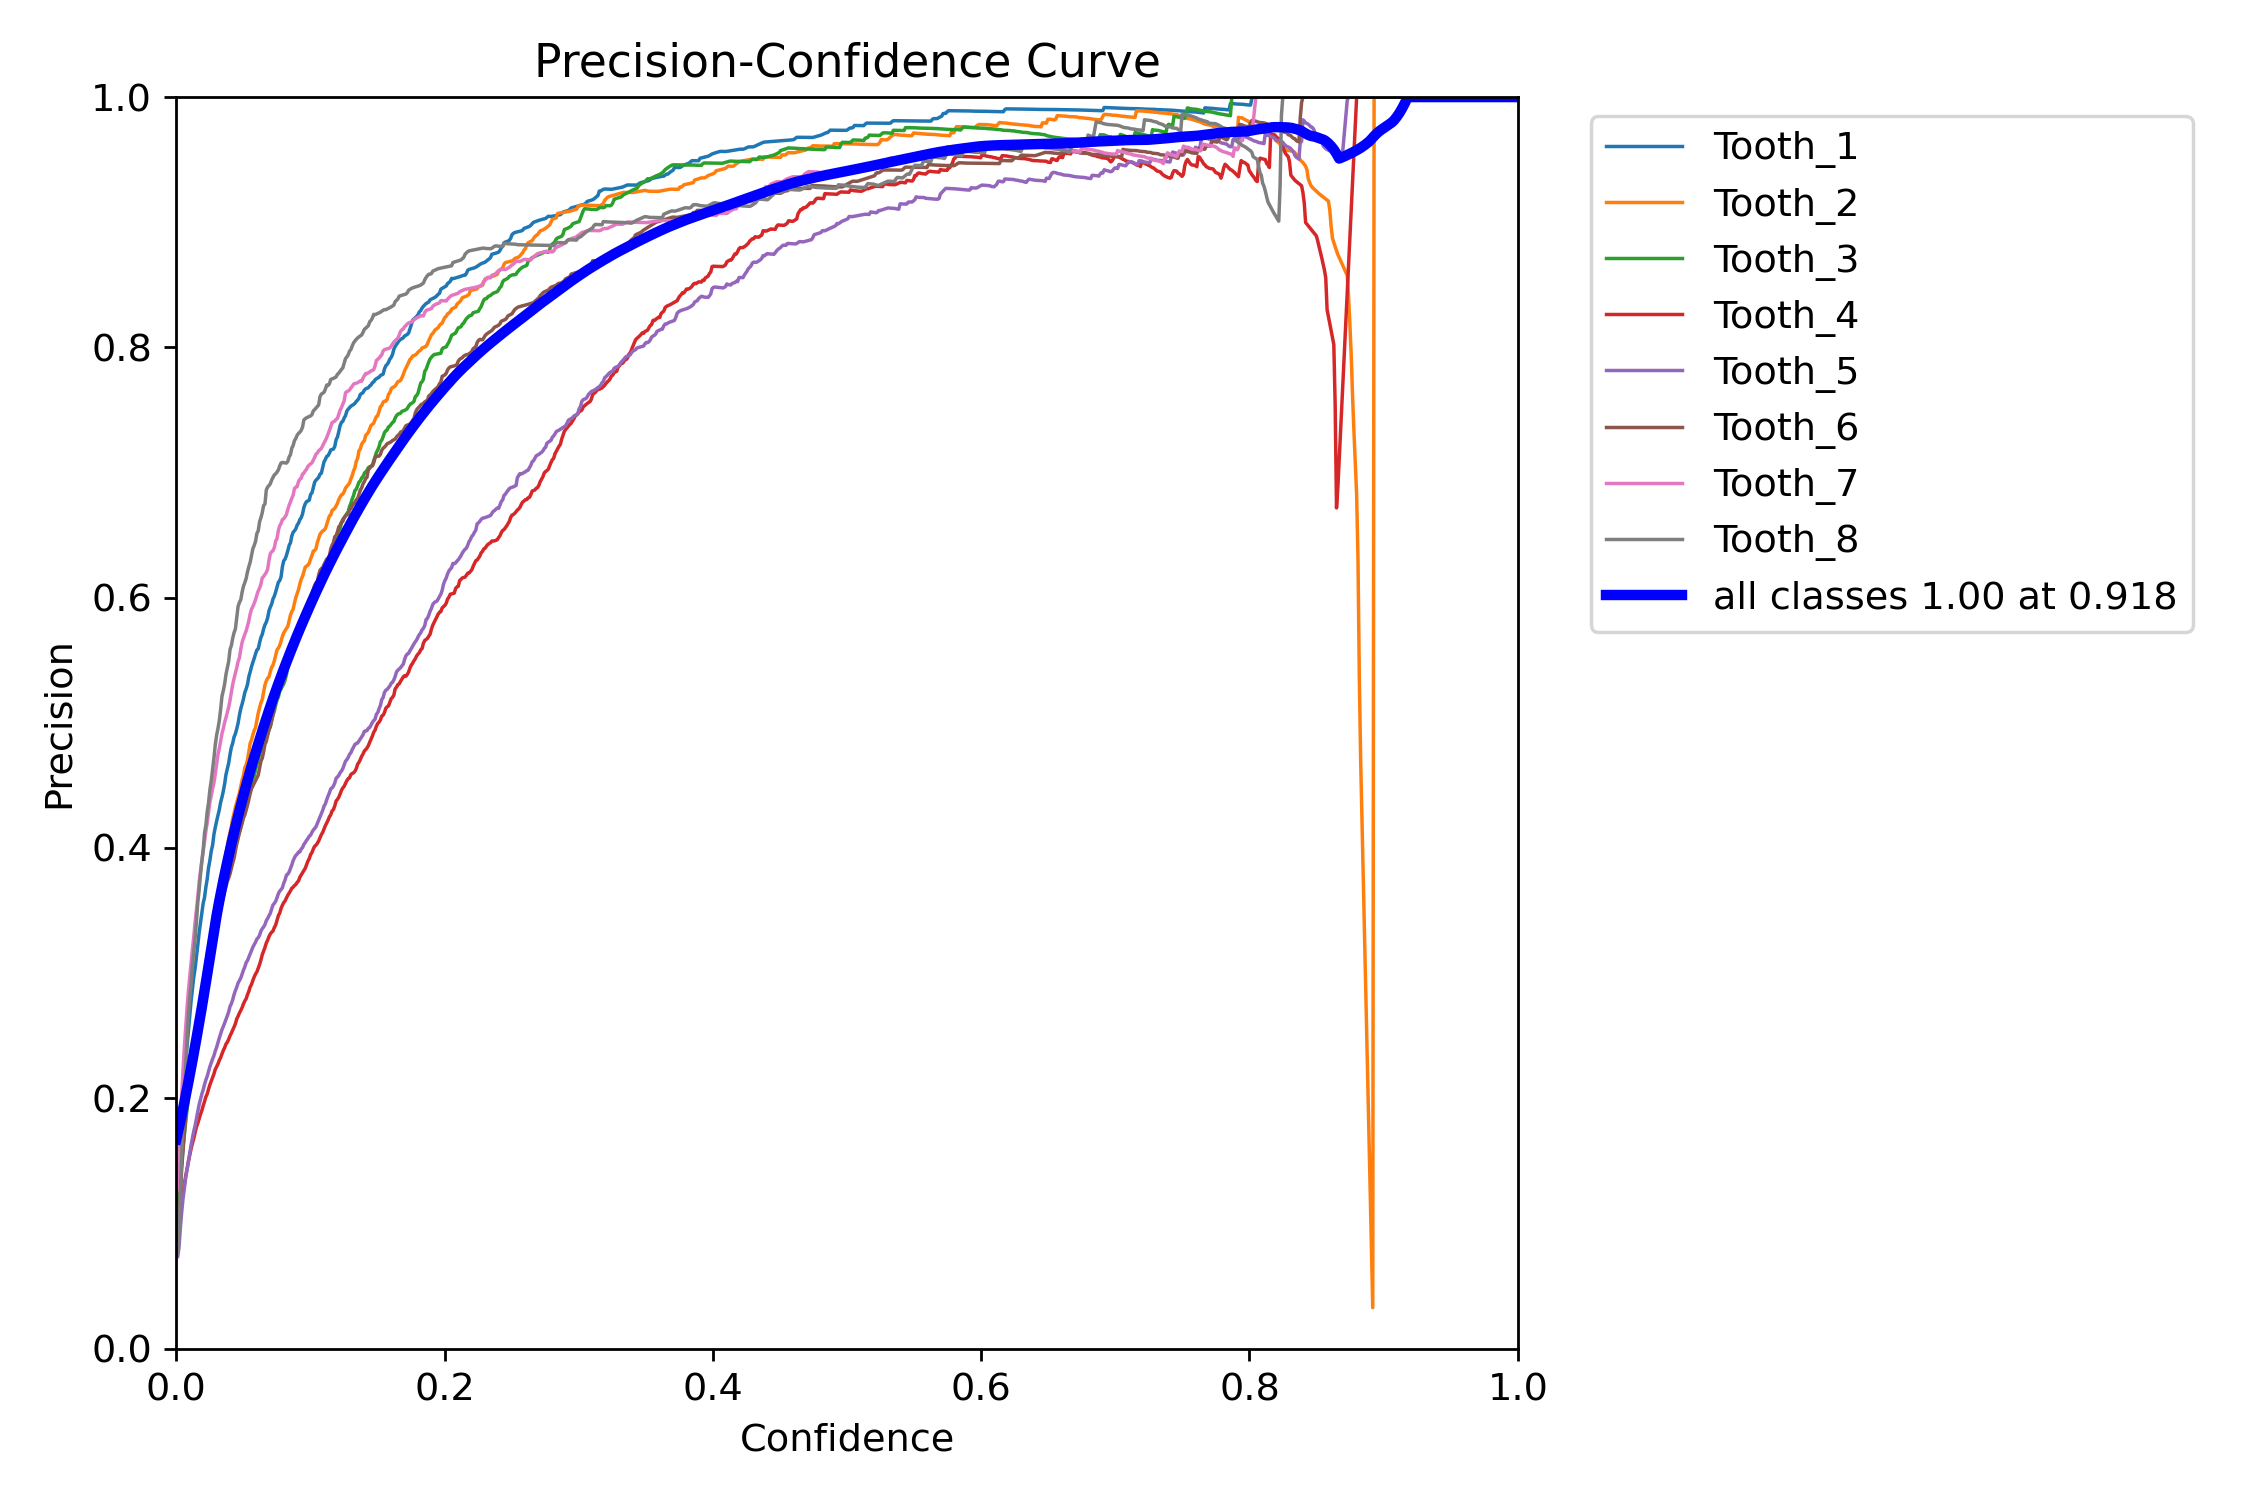 Precision-Confidence Curve
1.0
0.8
0.6
0.4
0.2
0.0
Precision
0.0 0.2 0.4 0.6 0.8 1.0
Confidence
Tooth_1
Tooth_2
Tooth_3
Tooth_4
Tooth_5
Tooth_6
Tooth_7
Tooth_8
all classes 1.00 at 0.918